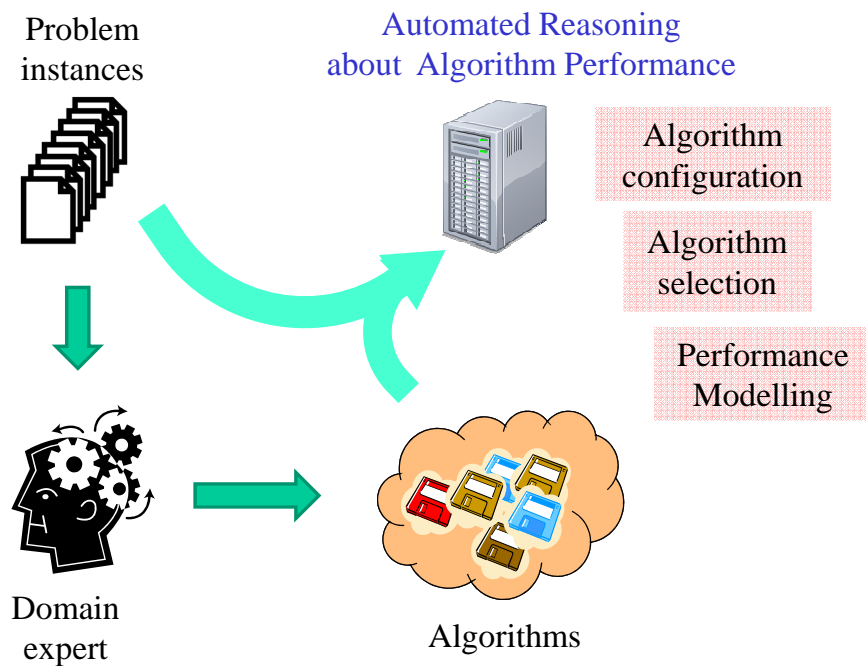 Problem
instances
Automated Reasoning
about Algorithm Performance
Algorithm
configuration
Algorithm
selection
Performance
Modelling
Domain
expert
Algorithms